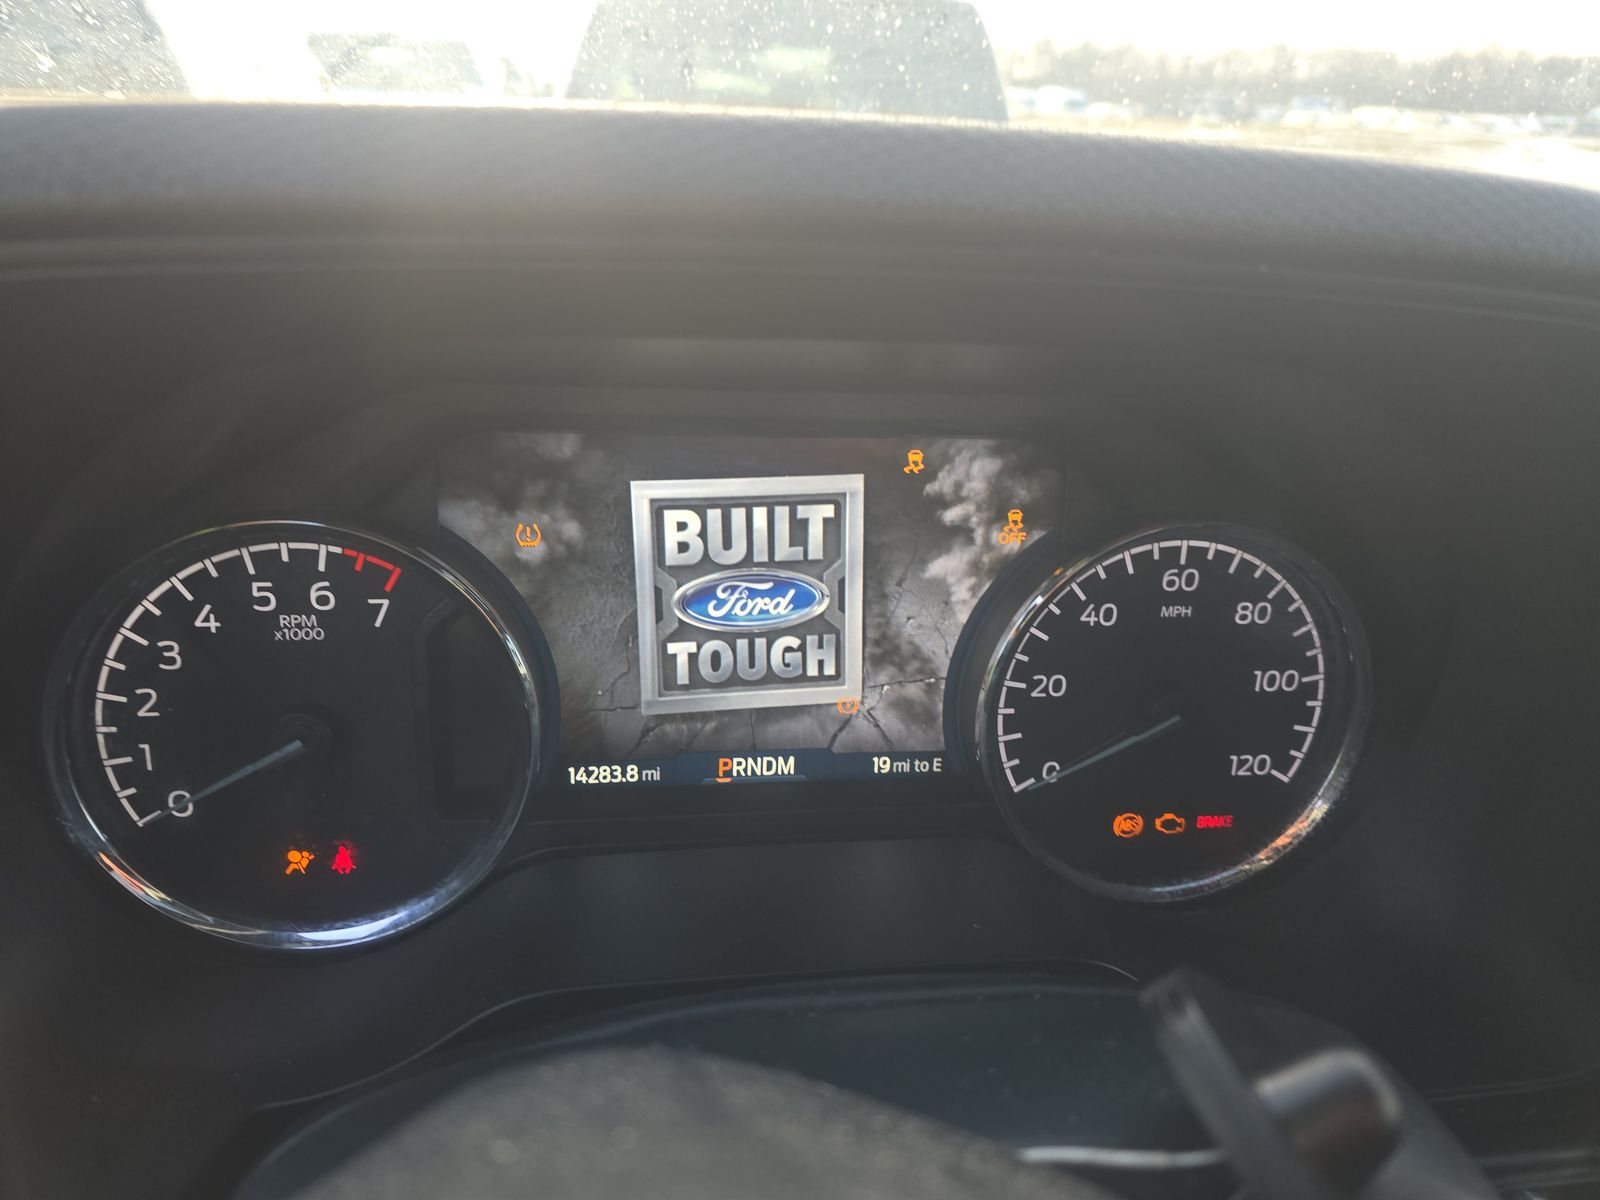 BUILT
Ford
TOUGH
OFF
0
1
2
3
4
5
6
7
RPM
x1000
0
20
40
60
80
100
120
MPH
14283.8 mi
PRNDM
19 mi to E
ABS
BRAKE